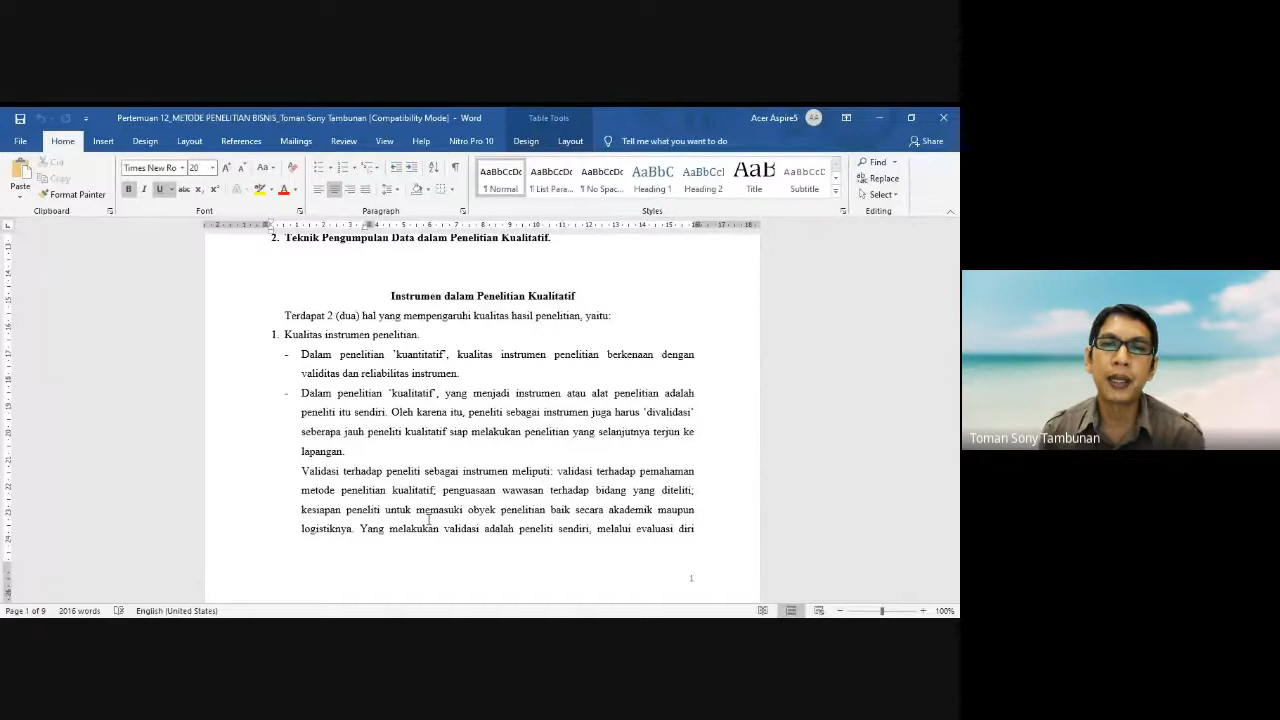 Pertemuan 12_METODE PENELITIAN BISNIS_Toman Sony Tambunan [Compatibility Mode] - Word
Table Tools
Acer Aspire5
File Home Insert Design Layout References Mailings Review View Help Nitro Pro 10 Design Layout Tell me what you want to do Share
Paste
Cut
Copy
Format Painter
Clipboard
Times New Ro 20
Font
Paragraph
AaBbCcDc AaBbCcDc AaBbCcDc AaBbC AaBbCcI AaB AaBbCcD
¶ Normal ¶ List Para... ¶ No Spac... Heading 1 Heading 2 Title Subtitle
Styles
Find
Replace
Select
Editing
2. Teknik Pengumpulan Data dalam Penelitian Kualitatif.
Instrumen dalam Penelitian Kualitatif
Terdapat 2 (dua) hal yang mempengaruhi kualitas hasil penelitian, yaitu:
1. Kualitas instrumen penelitian.
- Dalam penelitian 'kuantitatif', kualitas instrumen penelitian berkenaan dengan
validitas dan reliabilitas instrumen.
- Dalam penelitian 'kualitatif', yang menjadi instrumen atau alat penelitian adalah
peneliti itu sendiri. Oleh karena itu, peneliti sebagai instrumen juga harus 'divalidasi'
seberapa jauh peneliti kualitatif siap melakukan penelitian yang selanjutnya terjun ke
lapangan.
Validasi terhadap peneliti sebagai instrumen meliputi: validasi terhadap pemahaman
metode penelitian kualitatif; penguasaan wawasan terhadap bidang yang diteliti;
kesiapan peneliti untuk memasuki obyek penelitian baik secara akademik maupun
logistiknya. Yang melakukan validasi adalah peneliti sendiri, melalui evaluasi diri
1
Page 1 of 9 2016 words English (United States) 100%
Toman Sony Tambunan